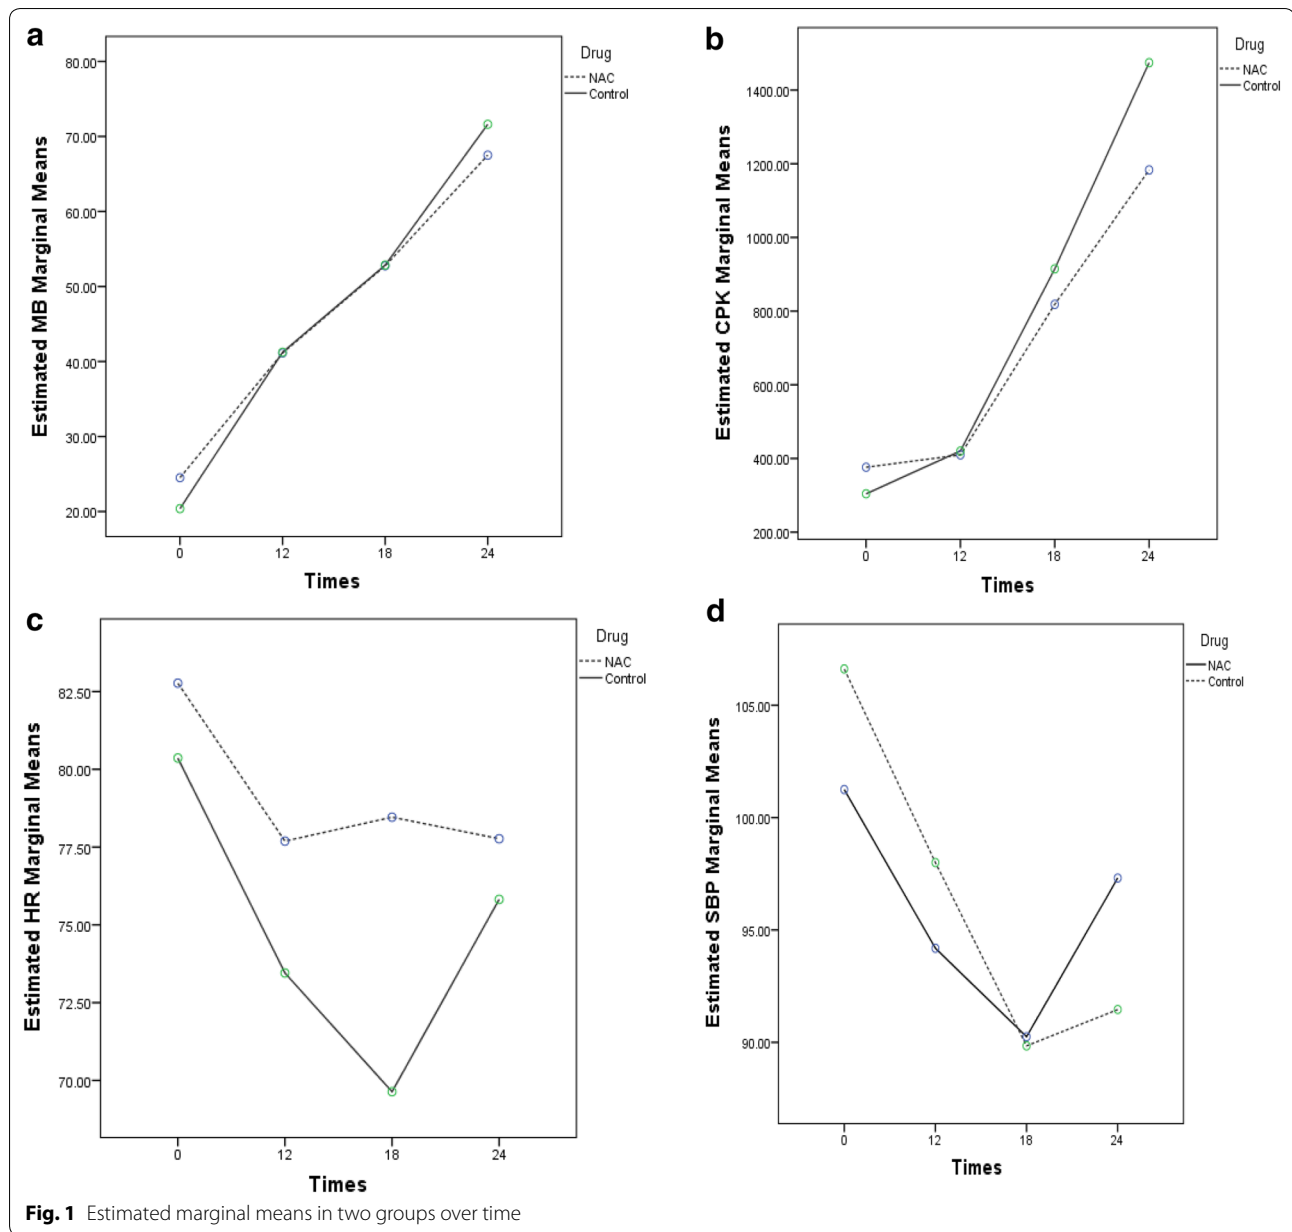 a
Estimated MB Marginal Means
80.00
70.00
60.00
50.00
40.00
30.00
20.00
0 12 18 24
Times
Drug
NAC
Control
b
Estimated CPK Marginal Means
1400.00
1200.00
1000.00
800.00
600.00
400.00
200.00
0 12 18 24
Times
Drug
NAC
Control
c
Estimated HR Marginal Means
82.50
80.00
77.50
75.00
72.50
70.00
0 12 18 24
Times
Drug
NAC
Control
d
Estimated SBP Marginal Means
105.00
100.00
95.00
90.00
0 12 18 24
Times
Drug
NAC
Control
Fig. 1 Estimated marginal means in two groups over time